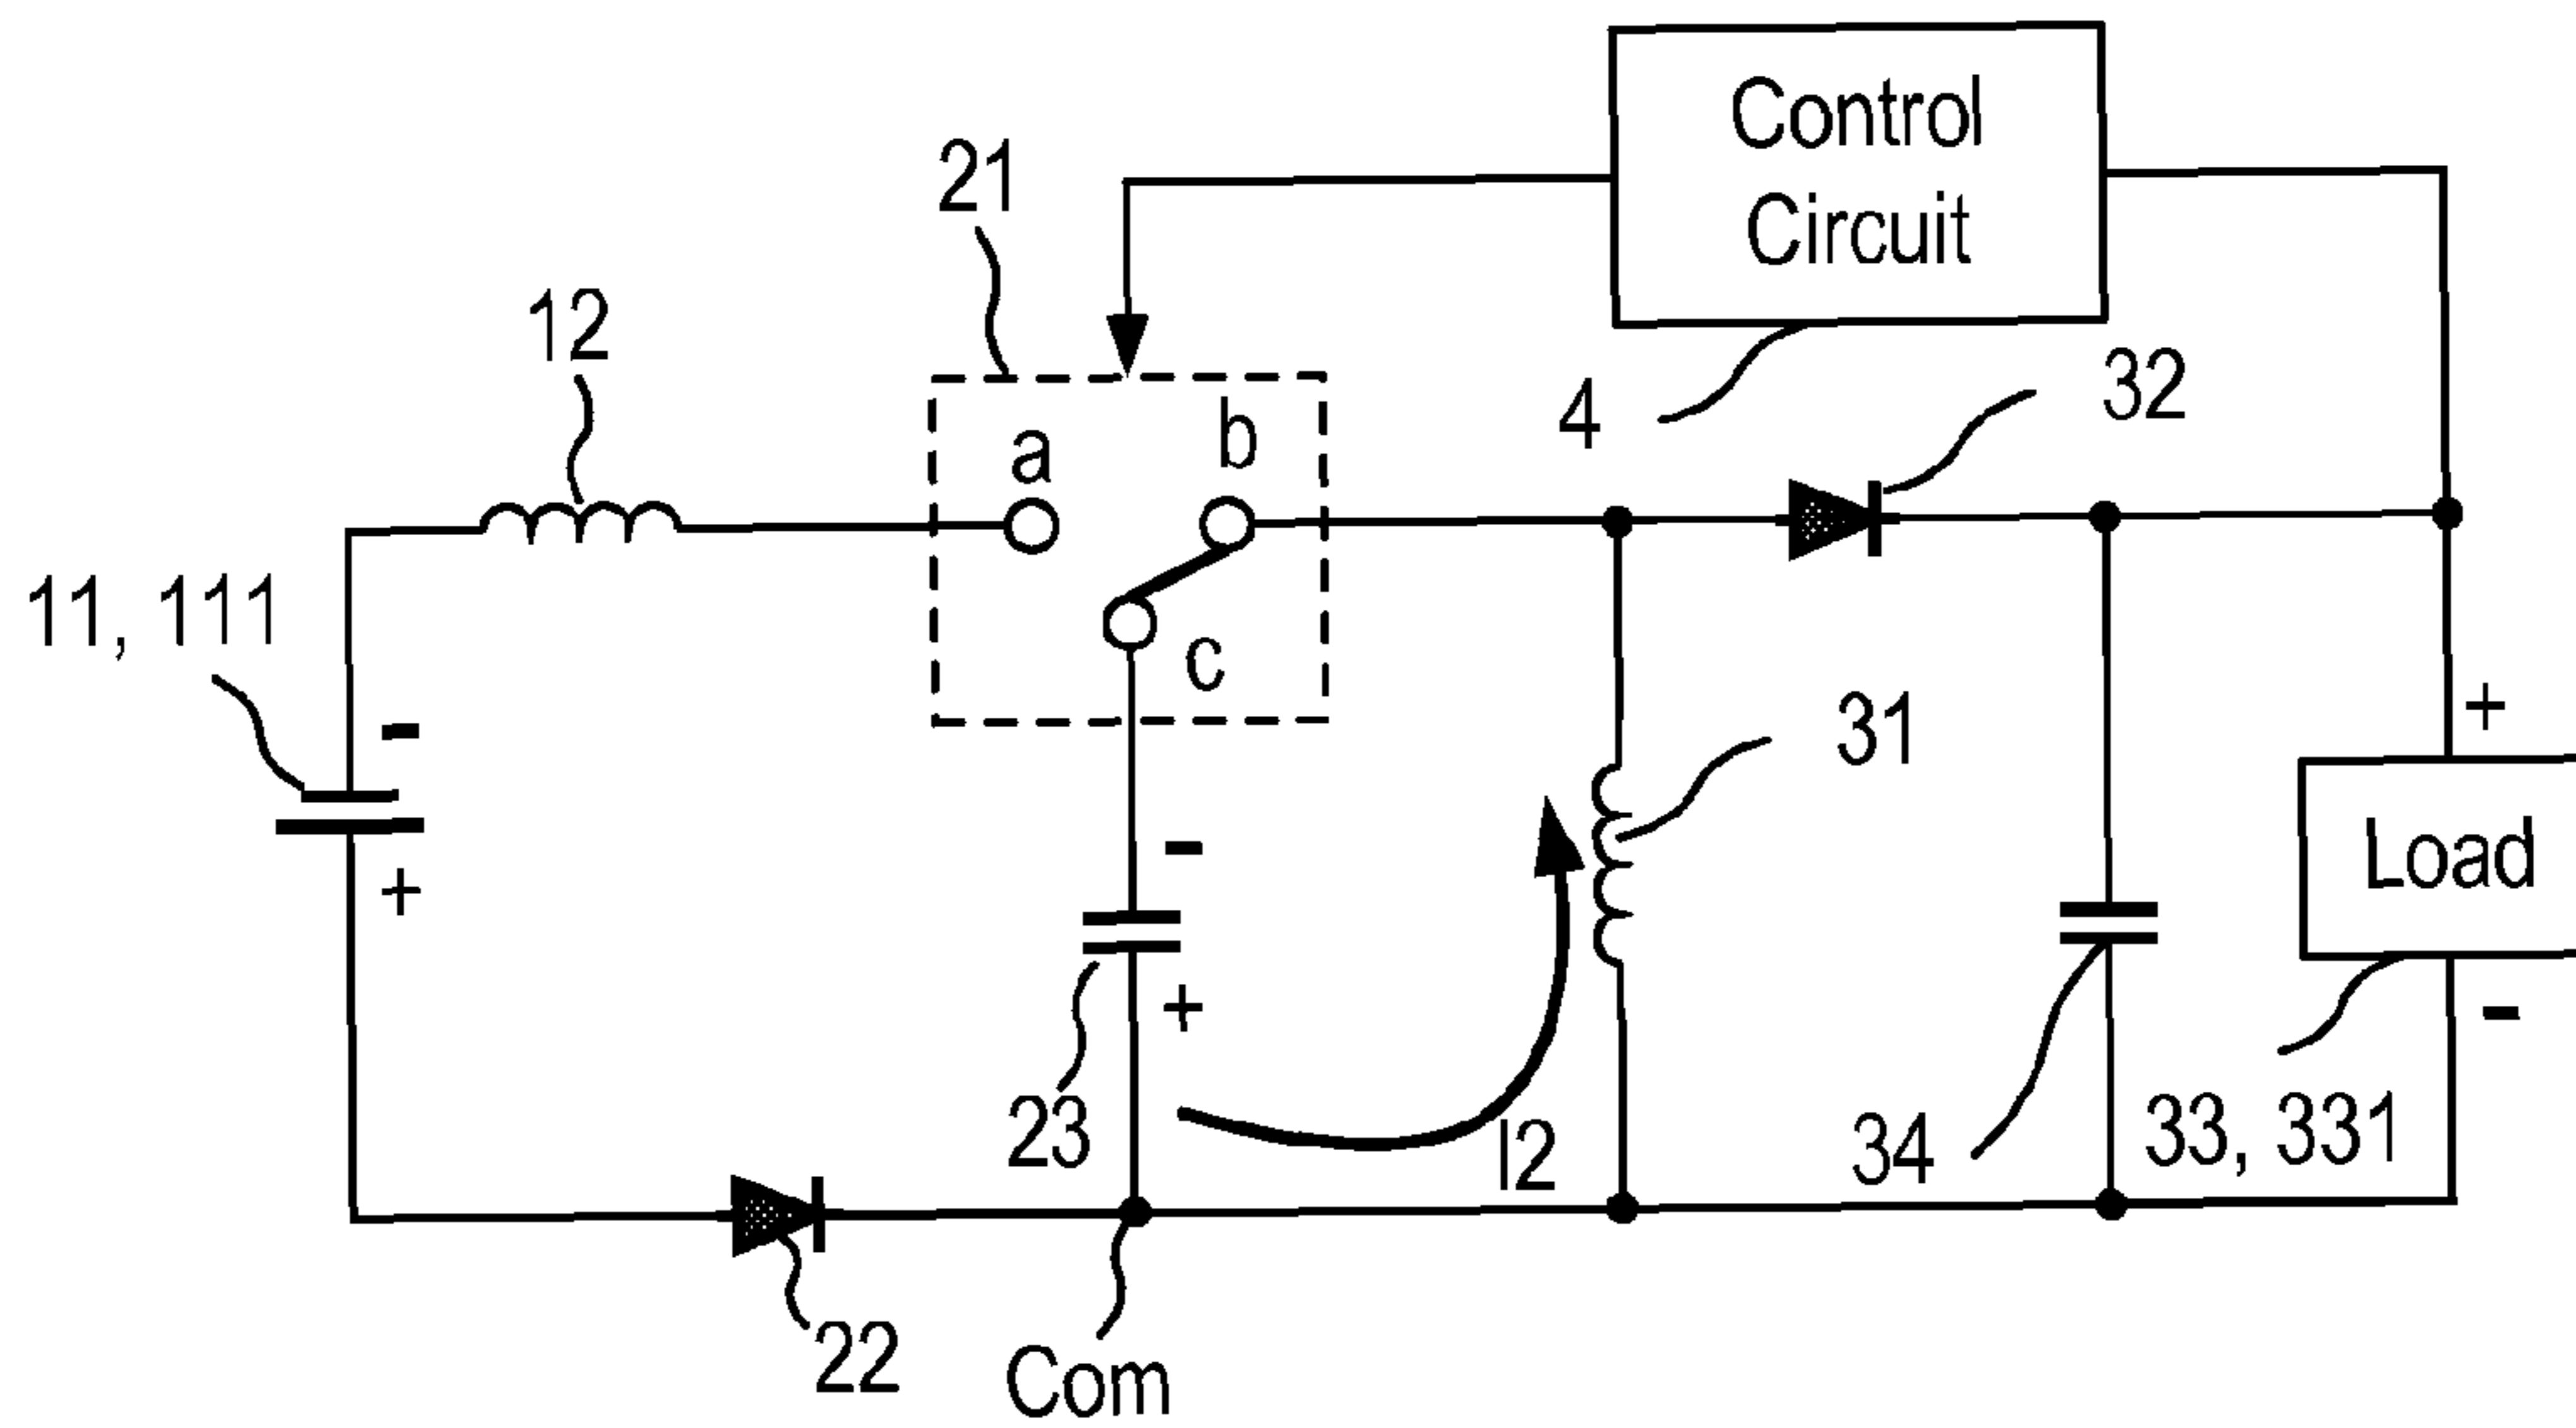 Control
Circuit
21
12
4
32
a
b
c
11, 111
-
+
-
+
31
+
Load
-
23
I2
34
33, 331
22
Com